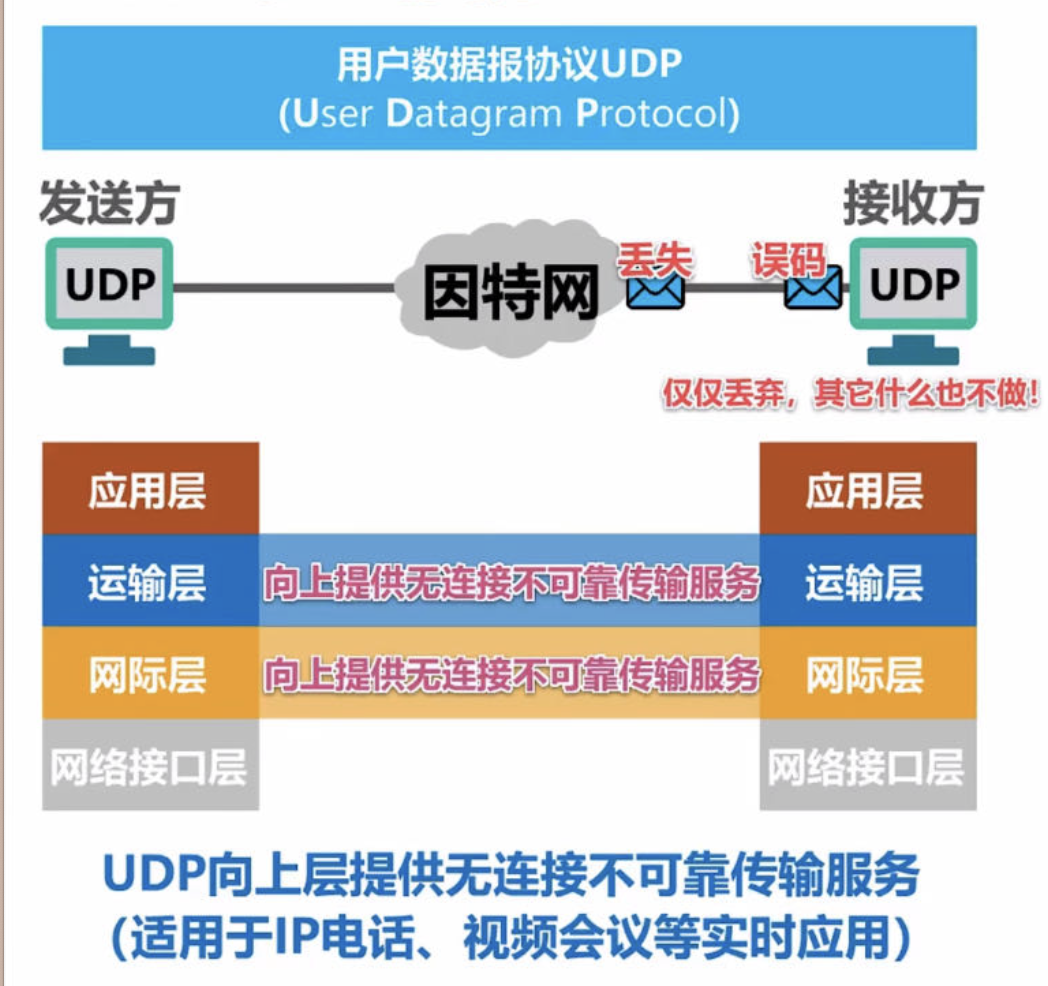 用户数据报协议UDP
(User Datagram Protocol)
发送方
接收方
UDP
因特网
丢失
误码
UDP
仅仅丢弃，其它什么也不做！
应用层
应用层
运输层
向上提供无连接不可靠传输服务
运输层
网际层
向上提供无连接不可靠传输服务
网际层
网络接口层
网络接口层
UDP向上层提供无连接不可靠传输服务
（适用于IP电话、视频会议等实时应用）